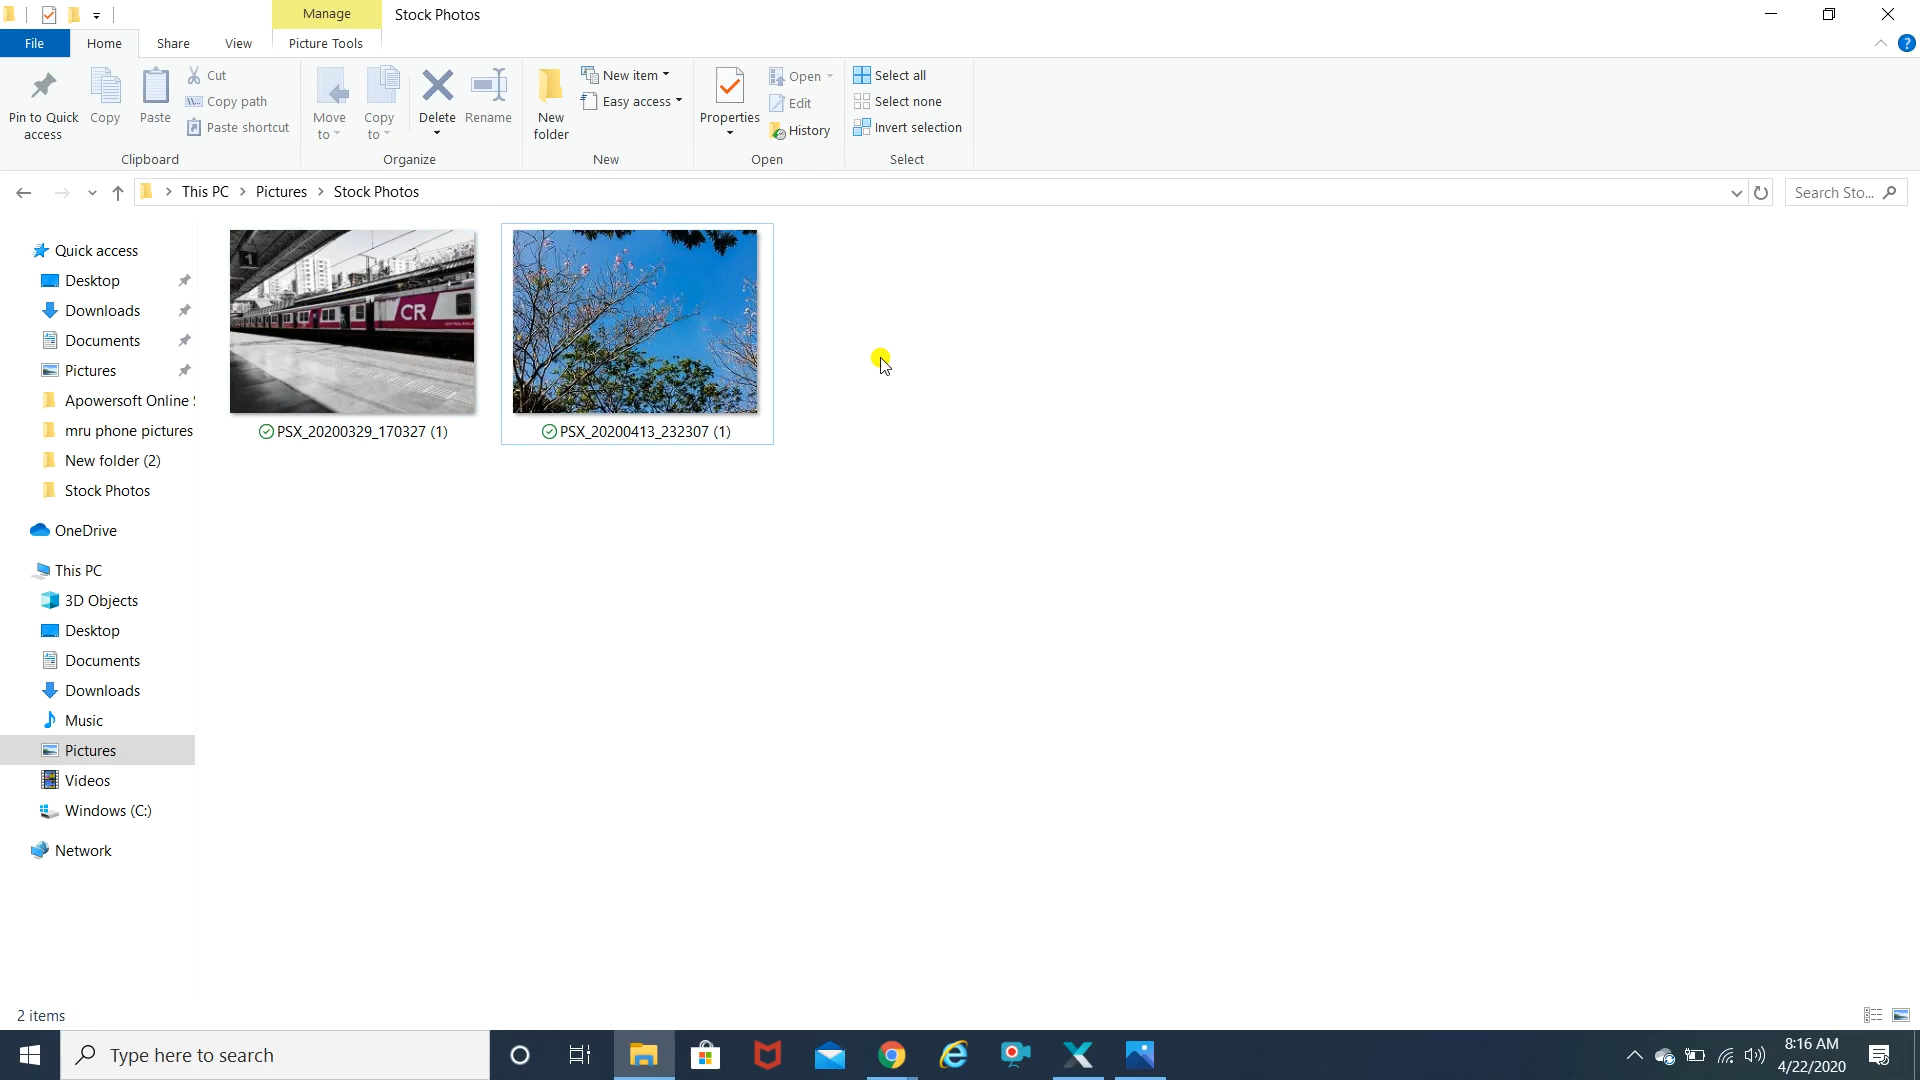 Manage
Stock Photos
File
Home
Share
View
Picture Tools
Pin to Quick access
Copy
Paste
Cut
Copy path
Paste shortcut
Clipboard
Move to
Copy to
Delete
Rename
Organize
New folder
New item
Easy access
New
Properties
Open
Edit
History
Open
Select all
Select none
Invert selection
Select
This PC
Pictures
Stock Photos
Search Sto...
Quick access
Desktop
Downloads
Documents
Pictures
Apowersoft Online
mru phone pictures
New folder (2)
Stock Photos
OneDrive
This PC
3D Objects
Desktop
Documents
Downloads
Music
Pictures
Videos
Windows (C:)
Network
1
CR
PSX_20200329_170327 (1)
PSX_20200413_232307 (1)
2 items
Type here to search
8:16 AM
4/22/2020